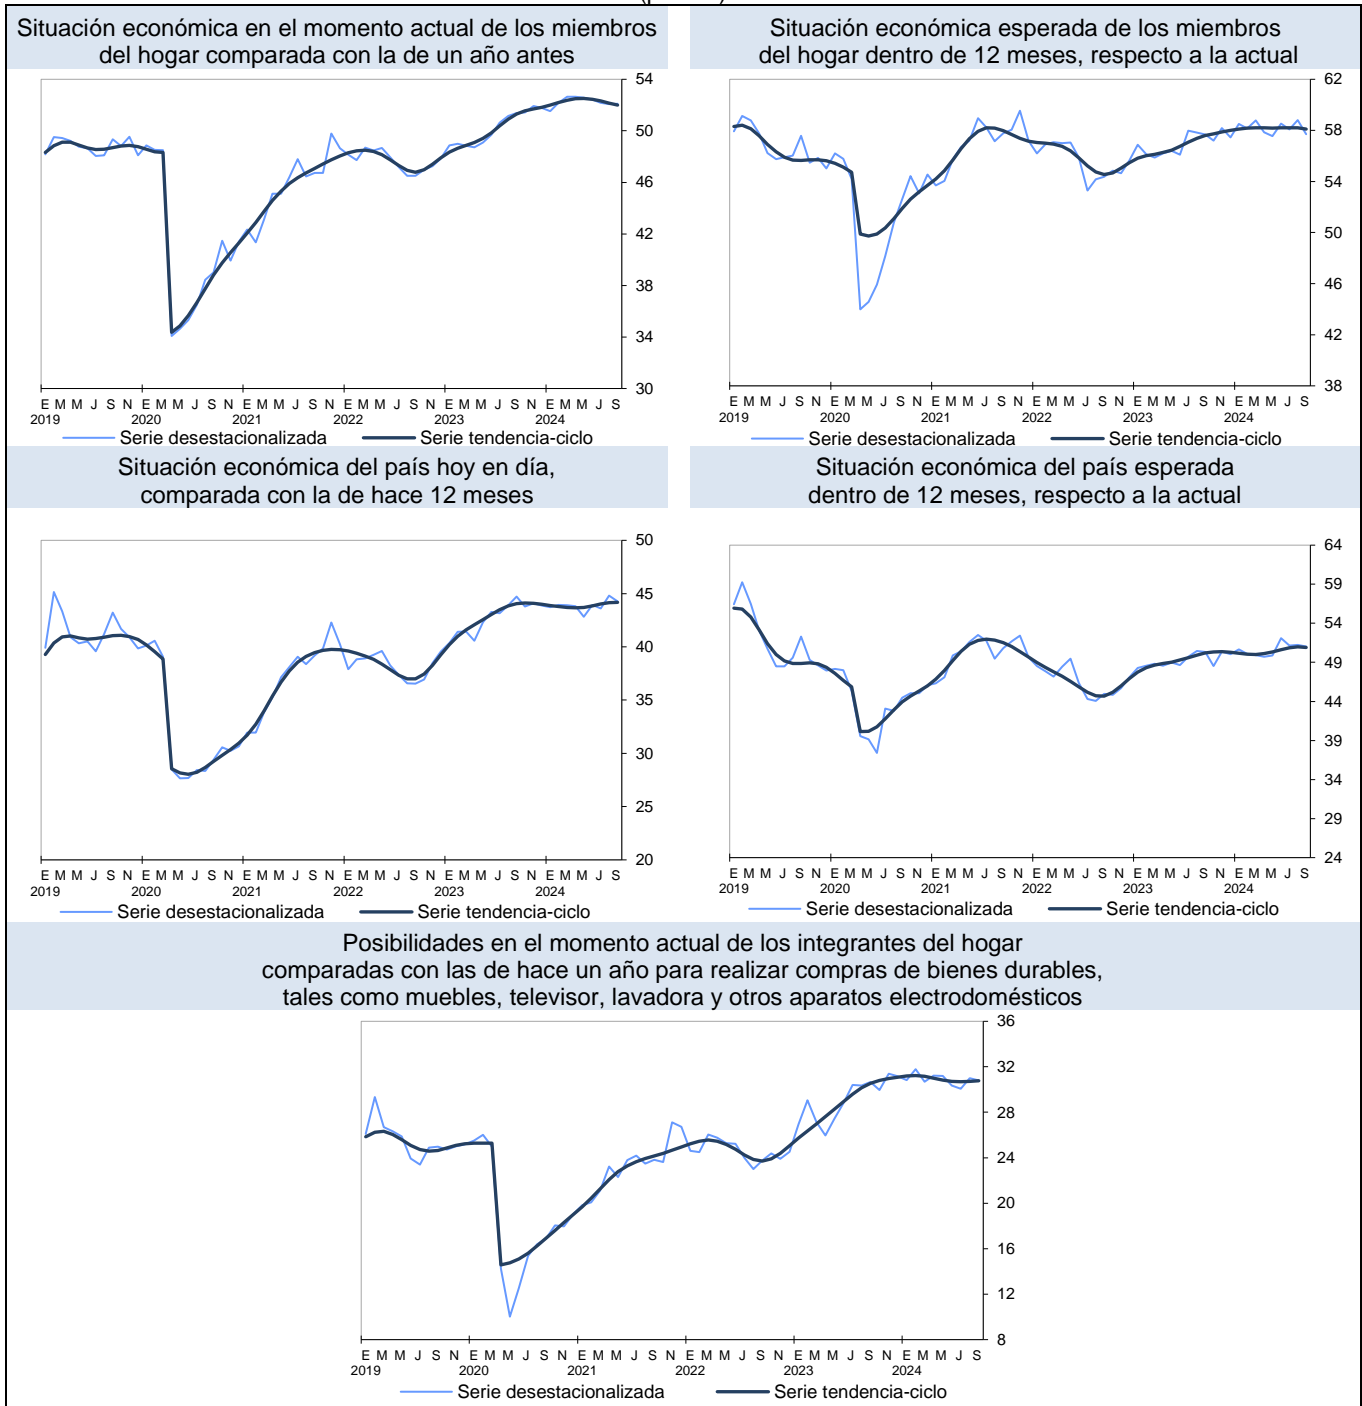 Situación económica en el momento actual de los miembros
del hogar comparada con la de un año antes
54
50
46
42
38
34
30
E M M J S N E M M J S N E M M J S N E M M J S N E M M J S N E M M J S
2019 2020 2021 2022 2023 2024
Serie desestacionalizada Serie tendencia-ciclo
Situación económica esperada de los miembros
del hogar dentro de 12 meses, respecto a la actual
62
58
54
50
46
42
38
E M M J S N E M M J S N E M M J S N E M M J S N E M M J S N E M M J S
2019 2020 2021 2022 2023 2024
Serie desestacionalizada Serie tendencia-ciclo
Situación económica del país hoy en día,
comparada con la de hace 12 meses
50
45
40
35
30
25
20
E M M J S N E M M J S N E M M J S N E M M J S N E M M J S N E M M J S
2019 2020 2021 2022 2023 2024
Serie desestacionalizada Serie tendencia-ciclo
Situación económica del país esperada
dentro de 12 meses, respecto a la actual
64
59
54
49
44
39
34
29
24
E M M J S N E M M J S N E M M J S N E M M J S N E M M J S N E M M J S
2019 2020 2021 2022 2023 2024
Serie desestacionalizada Serie tendencia-ciclo
Posibilidades en el momento actual de los integrantes del hogar
comparadas con las de hace un año para realizar compras de bienes durables,
tales como muebles, televisor, lavadora y otros aparatos electrodomésticos
36
32
28
24
20
16
12
8
E M M J S N E M M J S N E M M J S N E M M J S N E M M J S N E M M J S
2019 2020 2021 2022 2023 2024
Serie desestacionalizada Serie tendencia-ciclo